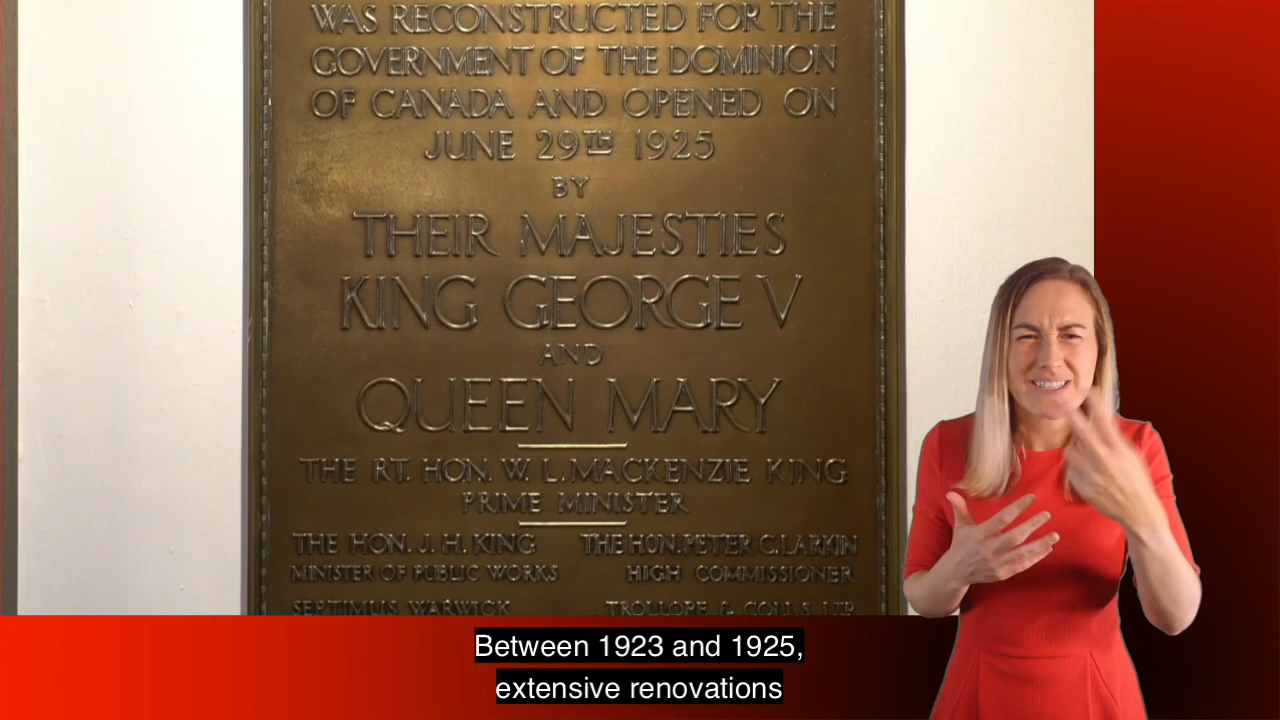 WAS RECONSTRUCTED FOR THE
GOVERNMENT OF THE DOMINION
OF CANADA AND OPENED ON
JUNE 29TH 1925
BY
THEIR MAJESTIES
KING GEORGE V
AND
QUEEN MARY
THE RT. HON. W. L. MACKENZIE KING
PRIME MINISTER
THE HON. J. H. KING THE HON. PETER C. LARKIN
MINISTER OF PUBLIC WORKS HIGH COMMISSIONER
SEPTIMUS WARWICK TROLLOPE & COLLS LTD
Between 1923 and 1925,
extensive renovations